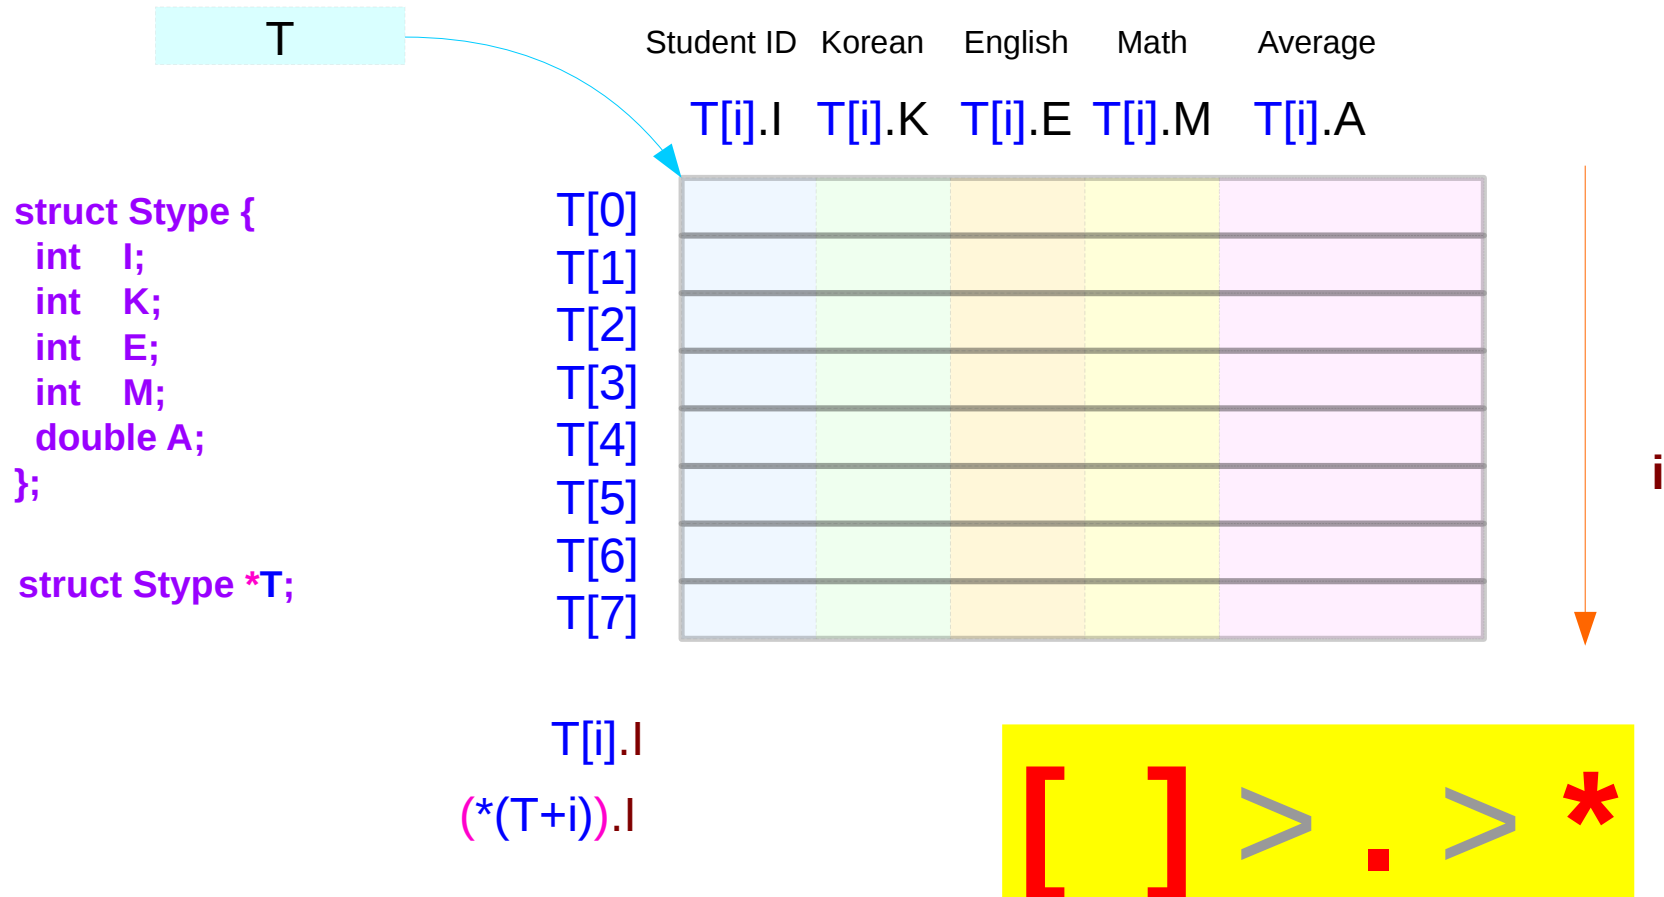 T
Student ID Korean English Math Average
T[i].I T[i].K T[i].E T[i].M T[i].A
struct Stype {
int I;
int K;
int E;
int M;
double A;
};
struct Stype *T;
T[0]
T[1]
T[2]
T[3]
T[4]
T[5]
T[6]
T[7]
i
T[i].I
(*(T+i)).I
[ ] > . > *